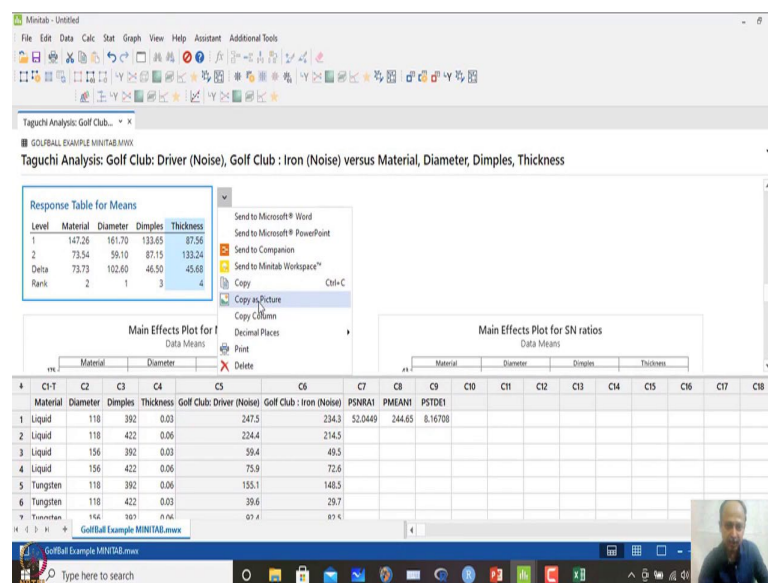 Minitab - Untitled
File Edit Data Calc Stat Graph View Help Assistant Additional Tools
Taguchi Analysis: Golf Club...
GOLFBALL EXAMPLE MINITAB.MWX
Taguchi Analysis: Golf Club: Driver (Noise), Golf Club : Iron (Noise) versus Material, Diameter, Dimples, Thickness
Response Table for Means
Level Material Diameter Dimples Thickness
1 147.26 161.70 133.65 87.56
2 73.54 59.10 87.15 133.24
Delta 73.73 102.60 46.50 45.68
Rank 2 1 3 4
Send to Microsoft® Word
Send to Microsoft® PowerPoint
Send to Companion
Send to Minitab Workspace™
Copy Ctrl+C
Copy as Picture
Copy Column
Decimal Places
Print
Delete
Main Effects Plot for
Data Means
Material Diameter
Main Effects Plot for SN ratios
Data Means
Material Diameter Dimples Thickness
C1-T C2 C3 C4 C5 C6 C7 C8 C9 C10 C11 C12 C13 C14 C15 C16 C17 C18
Material Diameter Dimples Thickness Golf Club: Driver (Noise) Golf Club : Iron (Noise) PSNRA1 PMEAN1 PSTDE1
1 Liquid 118 392 0.03 247.5 234.3 52.0449 244.65 8.16708
2 Liquid 118 422 0.06 224.4 214.5
3 Liquid 156 392 0.03 59.4 49.5
4 Liquid 156 422 0.06 75.9 72.6
5 Tungsten 118 392 0.06 155.1 148.5
6 Tungsten 118 422 0.03 39.6 29.7
7 Tungsten 156 392 0.06 92.4 82.5
GolfBall Example MINITAB.mwx
GolfBall Example MINITAB.mwx
Type here to search